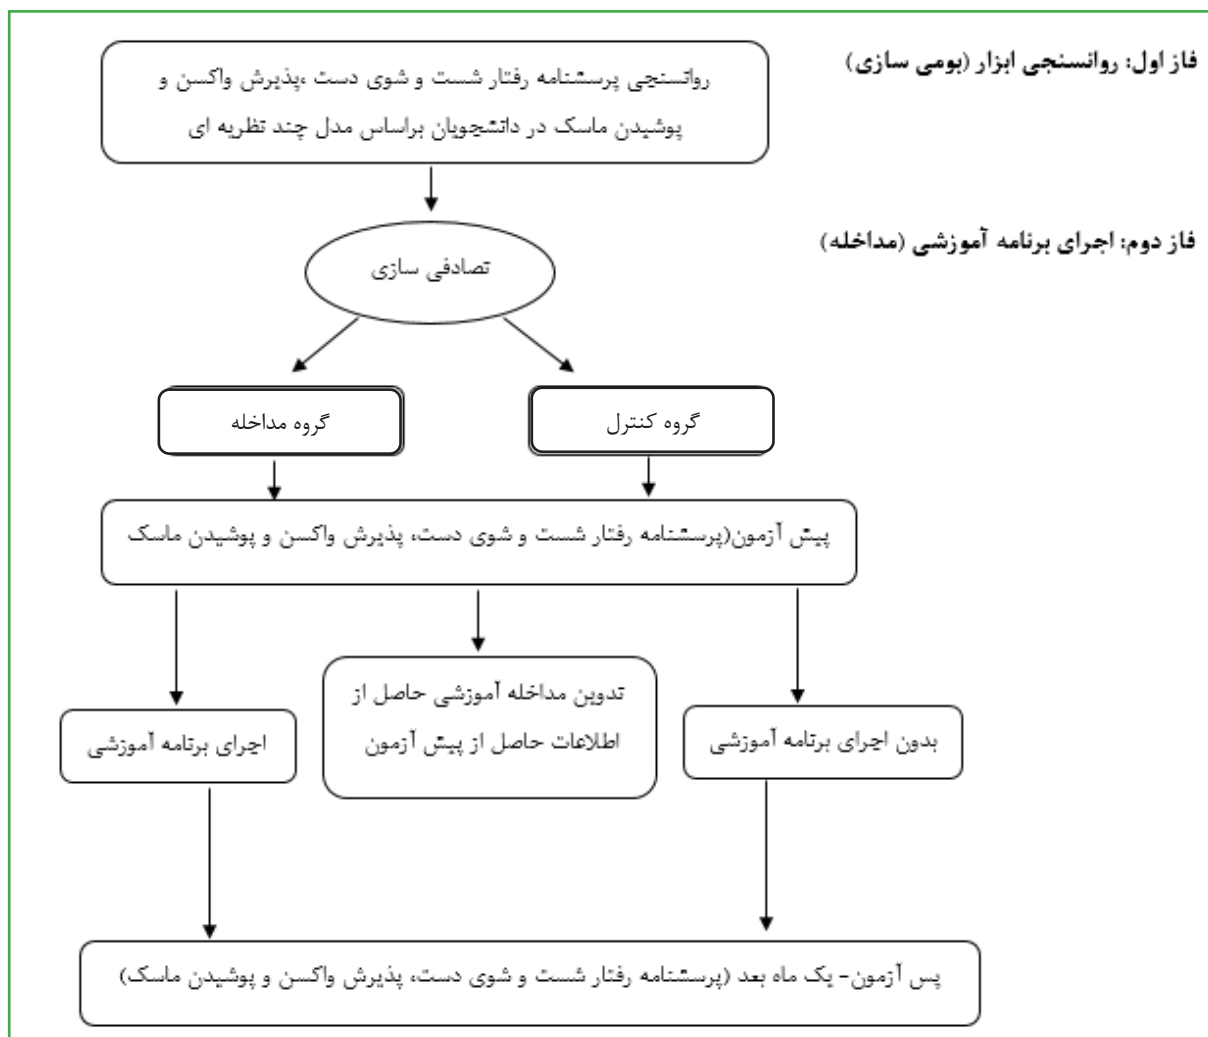 فاز اول: روانسنجی ابزار (بومی سازی)
روانسنجی پرسشنامه رفتار شست و شوی دست ،پذیرش واکسن و
پوشیدن ماسک در دانشجویان براساس مدل چند نظریه ای
فاز دوم: اجرای برنامه آموزشی (مداخله)
تصادفی سازی
گروه کنترل
گروه مداخله
پیش آزمون(پرسشنامه رفتار شست و شوی دست، پذیرش واکسن و پوشیدن ماسک
بدون اجرای برنامه آموزشی
تدوین مداخله آموزشی حاصل از
اطلاعات حاصل از پیش آزمون
اجرای برنامه آموزشی
پس آزمون- یک ماه بعد (پرسشنامه رفتار شست و شوی دست، پذیرش واکسن و پوشیدن ماسک)